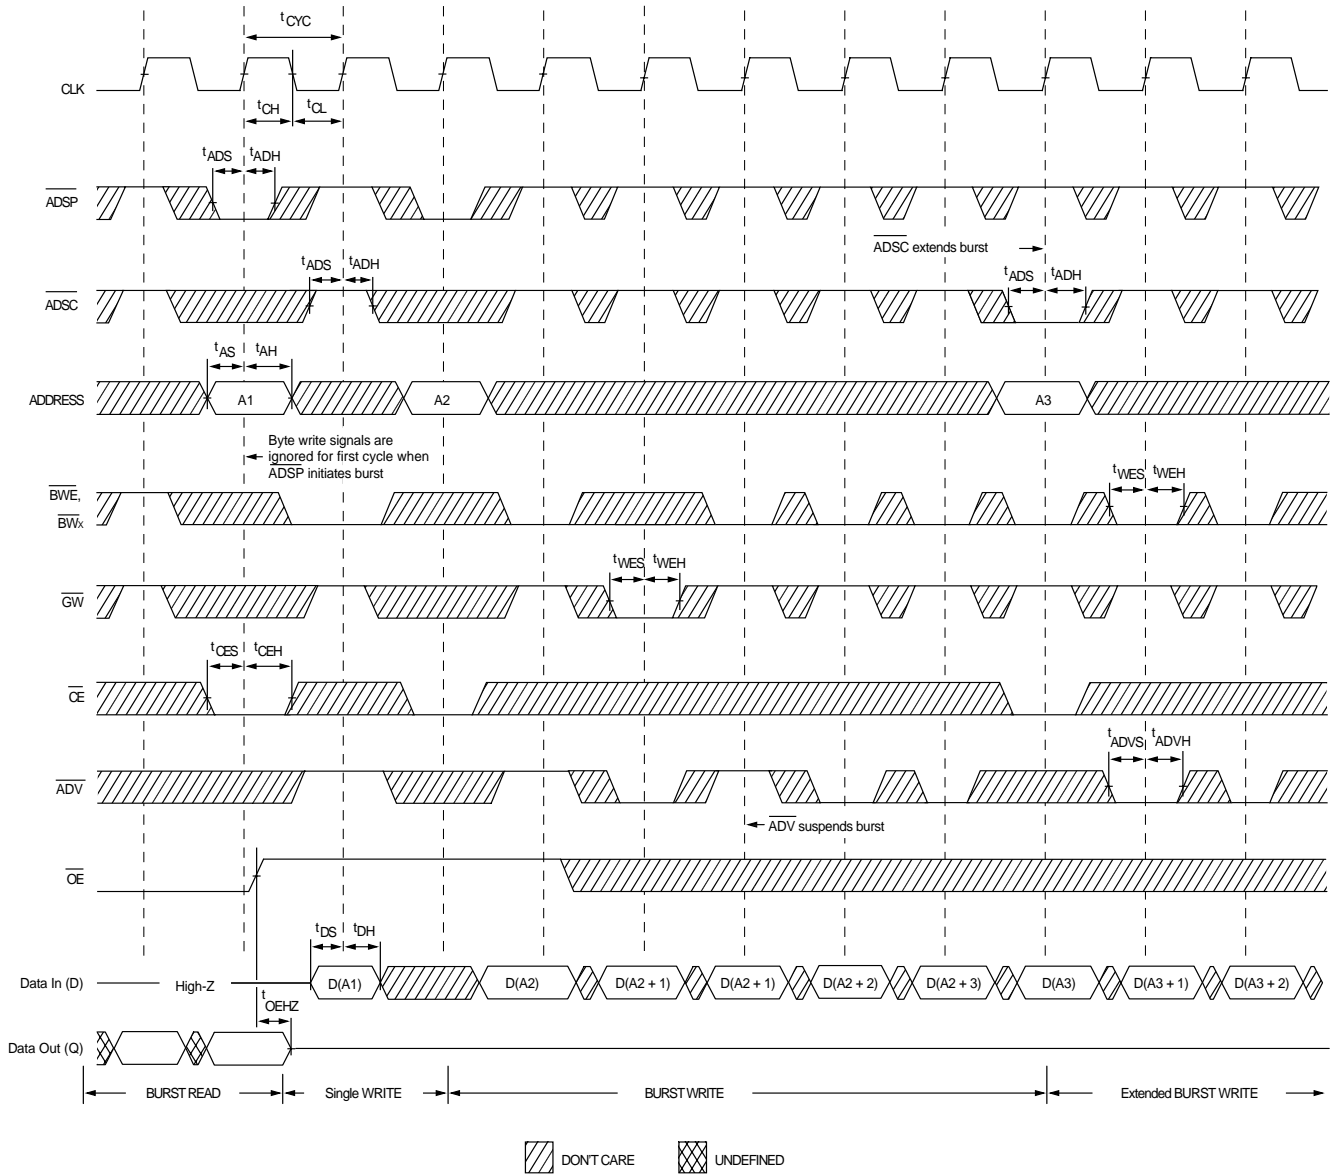 tCYC
CLK
tCH
tCL
tADS
tADH
ADSP
ADSC extends burst
tADS
tADH
tADS
tADH
ADSC
tAS
tAH
ADDRESS
A1
A2
A3
Byte write signals are
ignored for first cycle when
ADSP initiates burst
tWES
tWEH
BWE,
BWx
tWES
tWEH
GW
tCES
tCEH
CE
tADVS
tADVH
ADV
ADV suspends burst
OE
tDS
tDH
Data In (D)
High-Z
D(A1)
D(A2)
D(A2 + 1)
D(A2 + 1)
D(A2 + 2)
D(A2 + 3)
D(A3)
D(A3 + 1)
D(A3 + 2)
tOEHZ
Data Out (Q)
BURST READ
Single WRITE
BURST WRITE
Extended BURST WRITE
DON'T CARE
UNDEFINED